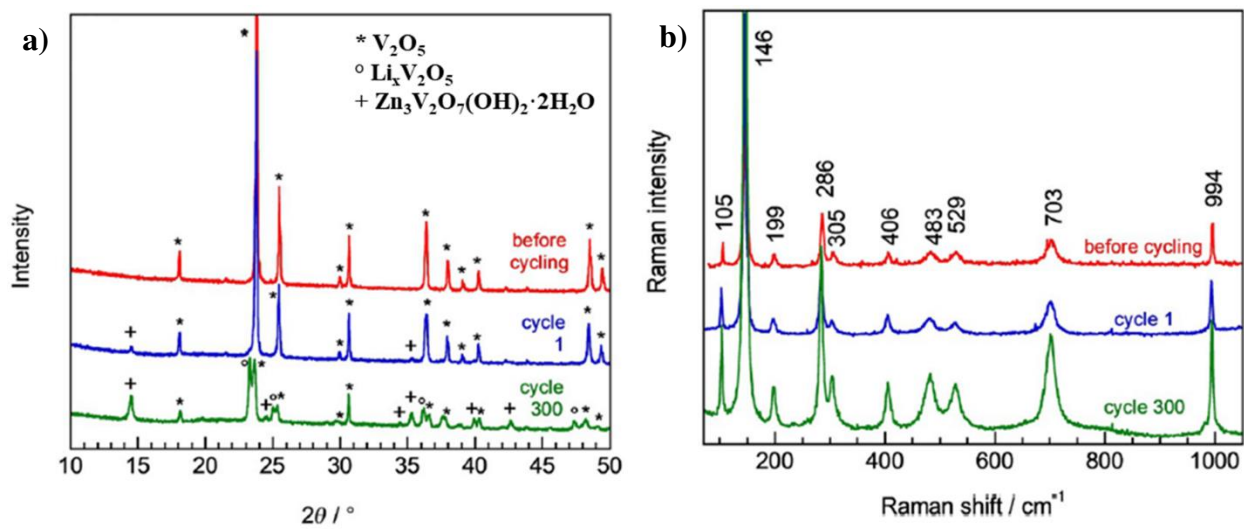 a)
* V₂O₅
° LiₓV₂O₅
+ Zn₃V₂O₇(OH)₂·2H₂O
Intensity
before
cycling
cycle
1
cycle
300
10 15 20 25 30 35 40 45 50
2θ / °
b)
146
105
199
286
305
406
483
529
703
994
Raman intensity
before cycling
cycle 1
cycle 300
200 400 600 800 1000
Raman shift / cm⁻¹